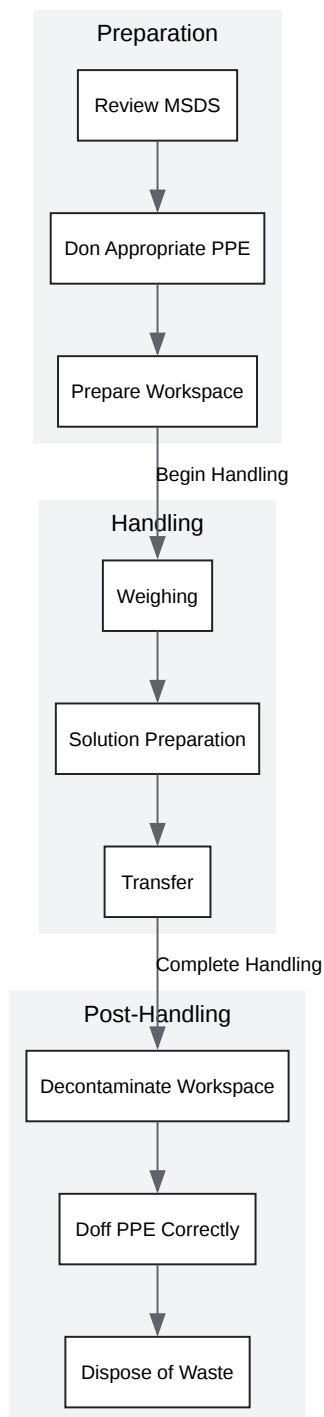 Preparation
Review MSDS
Don Appropriate PPE
Prepare Workspace
Begin Handling
Handling
Weighing
Solution Preparation
Transfer
Complete Handling
Post-Handling
Decontaminate Workspace
Doff PPE Correctly
Dispose of Waste